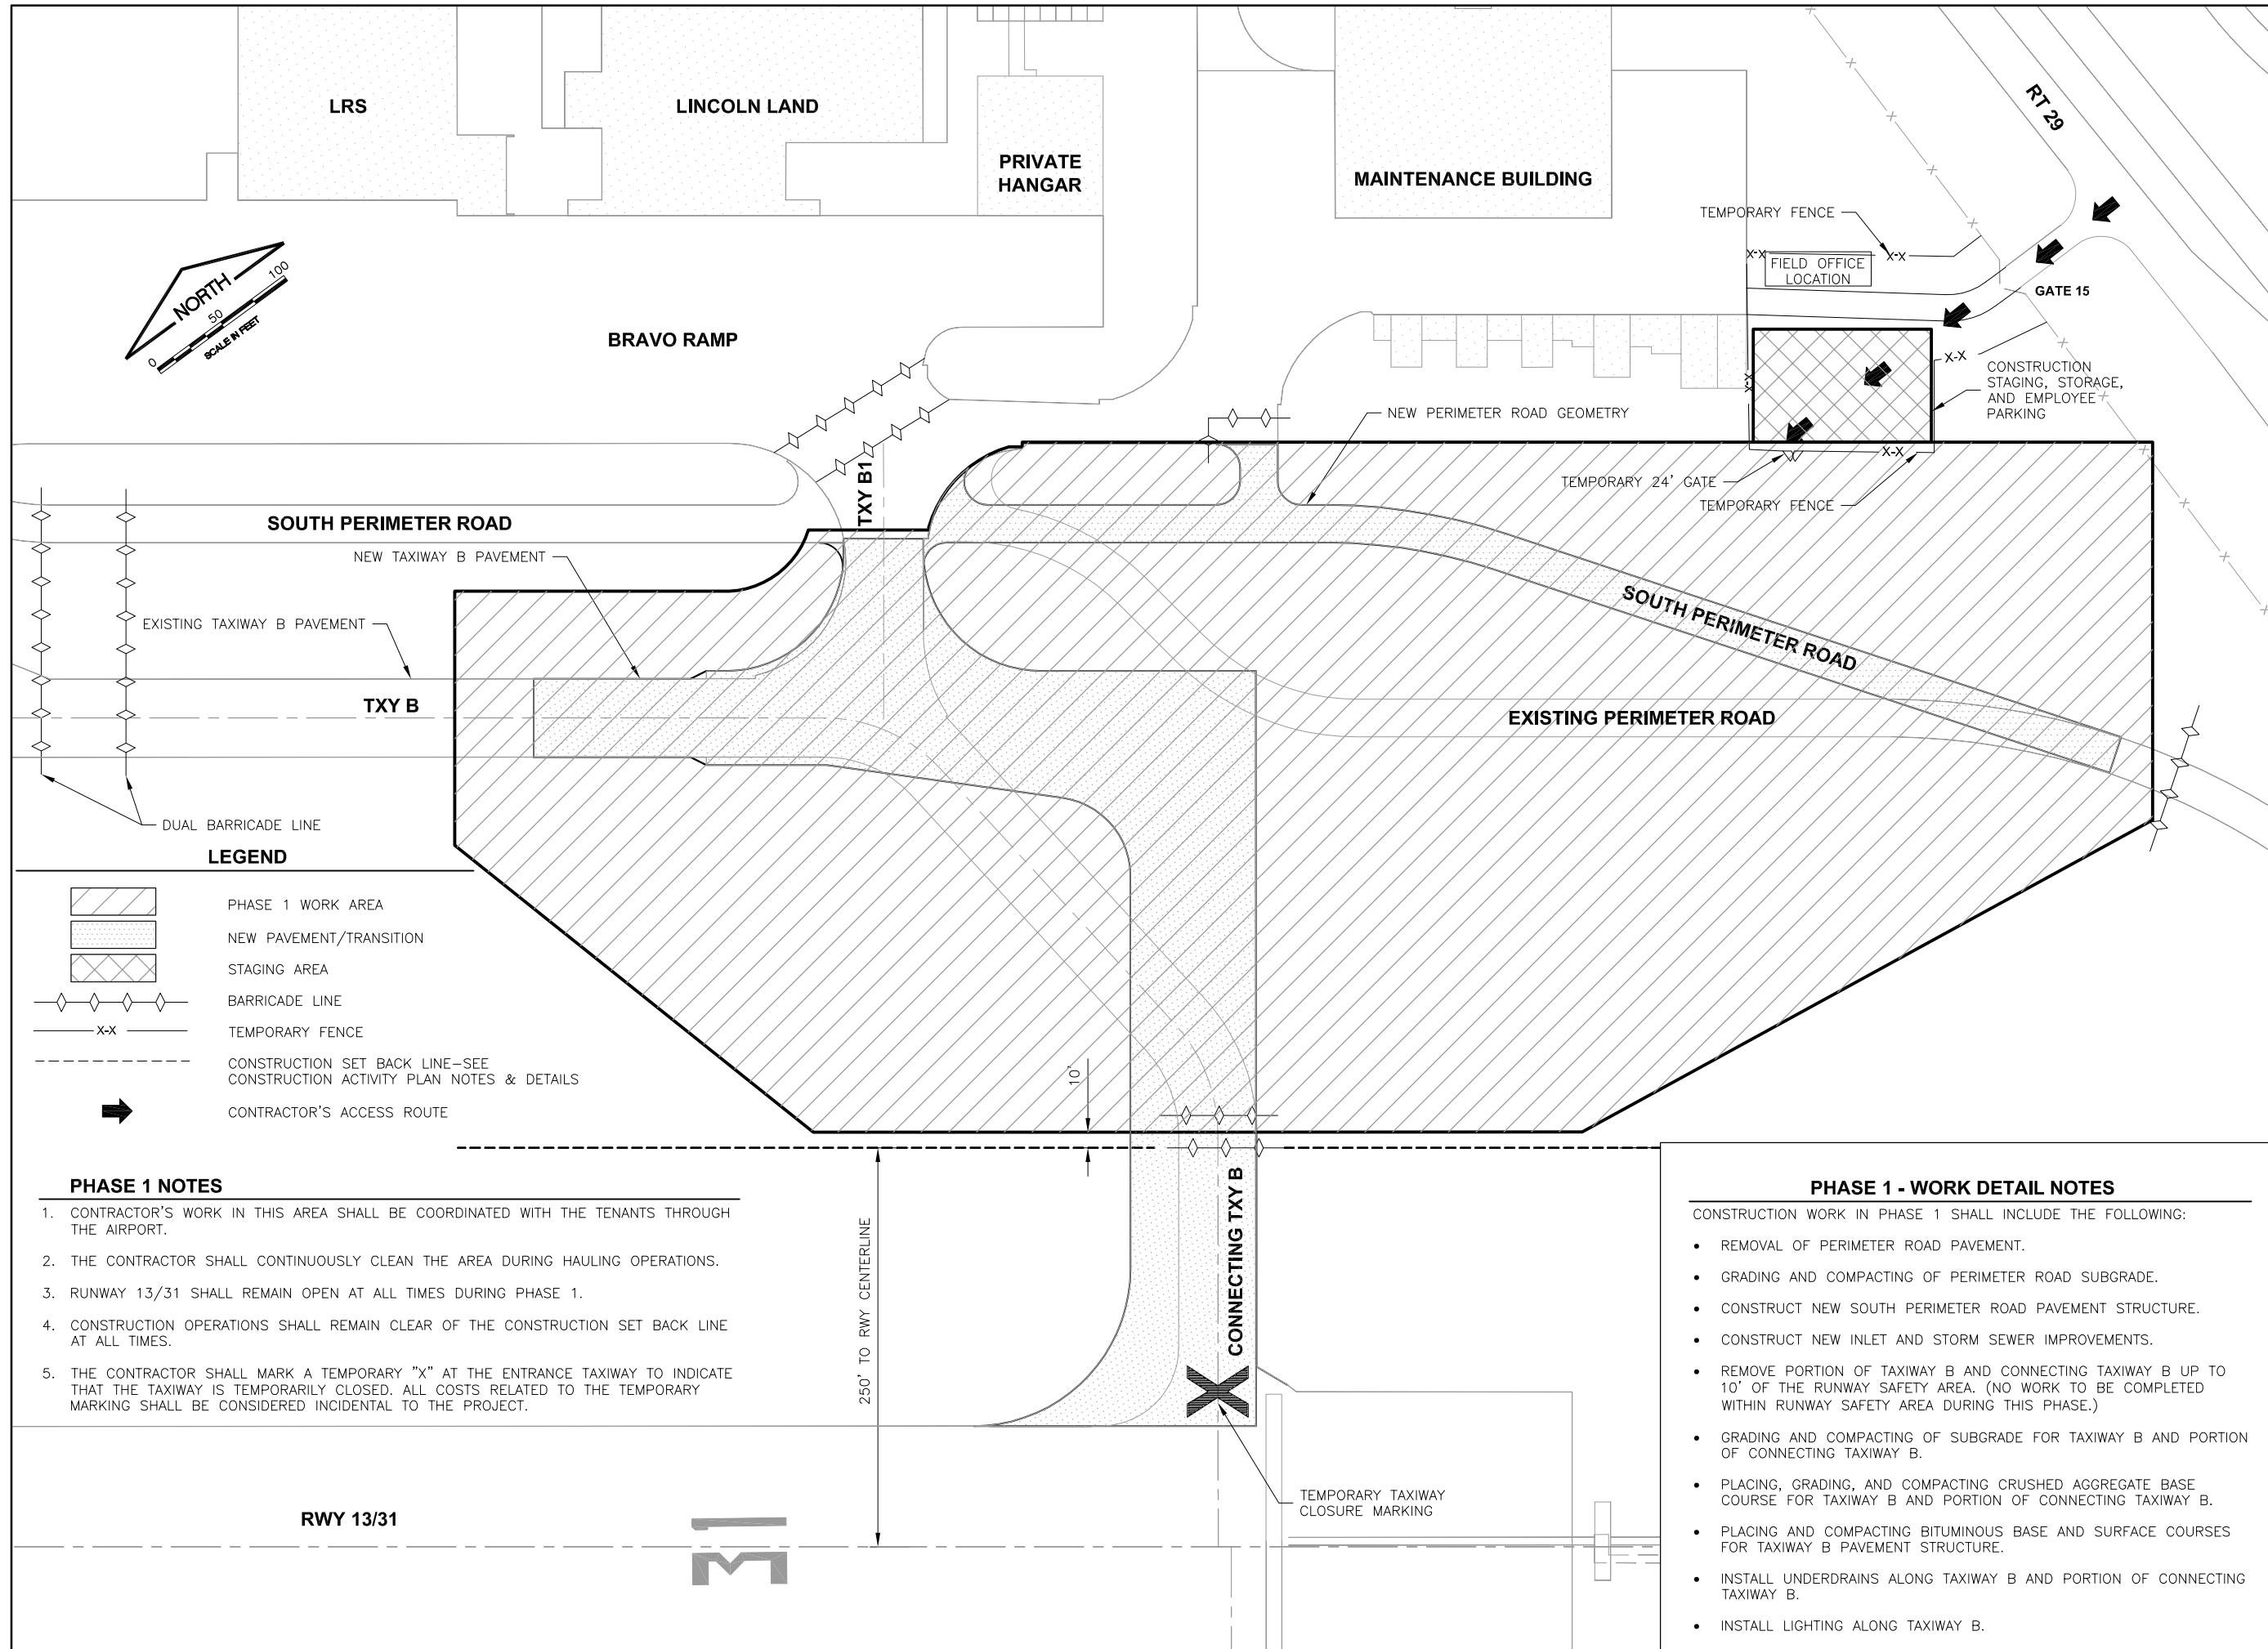 LRS
LINCOLN LAND
PRIVATE
HANGAR
MAINTENANCE BUILDING
RT 29
TEMPORARY FENCE
X-X
X-X
FIELD OFFICE
LOCATION
GATE 15
NORTH
0
50
100
SCALE IN FEET
BRAVO RAMP
X-X
X-X
CONSTRUCTION
STAGING, STORAGE,
AND EMPLOYEE
PARKING
NEW PERIMETER ROAD GEOMETRY
X-X
TEMPORARY 24' GATE
TEMPORARY FENCE
TXY B1
SOUTH PERIMETER ROAD
NEW TAXIWAY B PAVEMENT
EXISTING TAXIWAY B PAVEMENT
SOUTH PERIMETER ROAD
TXY B
EXISTING PERIMETER ROAD
DUAL BARRICADE LINE
LEGEND
PHASE 1 WORK AREA
NEW PAVEMENT/TRANSITION
STAGING AREA
BARRICADE LINE
X-X
TEMPORARY FENCE
CONSTRUCTION SET BACK LINE-SEE
CONSTRUCTION ACTIVITY PLAN NOTES & DETAILS
CONTRACTOR'S ACCESS ROUTE
10'
CONNECTING TXY B
250' TO RWY CENTERLINE
PHASE 1 NOTES
1. CONTRACTOR'S WORK IN THIS AREA SHALL BE COORDINATED WITH THE TENANTS THROUGH
THE AIRPORT.
2. THE CONTRACTOR SHALL CONTINUOUSLY CLEAN THE AREA DURING HAULING OPERATIONS.
3. RUNWAY 13/31 SHALL REMAIN OPEN AT ALL TIMES DURING PHASE 1.
4. CONSTRUCTION OPERATIONS SHALL REMAIN CLEAR OF THE CONSTRUCTION SET BACK LINE
AT ALL TIMES.
5. THE CONTRACTOR SHALL MARK A TEMPORARY "X" AT THE ENTRANCE TAXIWAY TO INDICATE
THAT THE TAXIWAY IS TEMPORARILY CLOSED. ALL COSTS RELATED TO THE TEMPORARY
MARKING SHALL BE CONSIDERED INCIDENTAL TO THE PROJECT.
TEMPORARY TAXIWAY
CLOSURE MARKING
RWY 13/31
31
PHASE 1 - WORK DETAIL NOTES
CONSTRUCTION WORK IN PHASE 1 SHALL INCLUDE THE FOLLOWING:
• REMOVAL OF PERIMETER ROAD PAVEMENT.
• GRADING AND COMPACTING OF PERIMETER ROAD SUBGRADE.
• CONSTRUCT NEW SOUTH PERIMETER ROAD PAVEMENT STRUCTURE.
• CONSTRUCT NEW INLET AND STORM SEWER IMPROVEMENTS.
• REMOVE PORTION OF TAXIWAY B AND CONNECTING TAXIWAY B UP TO
10' OF THE RUNWAY SAFETY AREA. (NO WORK TO BE COMPLETED
WITHIN RUNWAY SAFETY AREA DURING THIS PHASE.)
• GRADING AND COMPACTING OF SUBGRADE FOR TAXIWAY B AND PORTION
OF CONNECTING TAXIWAY B.
• PLACING, GRADING, AND COMPACTING CRUSHED AGGREGATE BASE
COURSE FOR TAXIWAY B AND PORTION OF CONNECTING TAXIWAY B.
• PLACING AND COMPACTING BITUMINOUS BASE AND SURFACE COURSES
FOR TAXIWAY B PAVEMENT STRUCTURE.
• INSTALL UNDERDRAINS ALONG TAXIWAY B AND PORTION OF CONNECTING
TAXIWAY B.
• INSTALL LIGHTING ALONG TAXIWAY B.